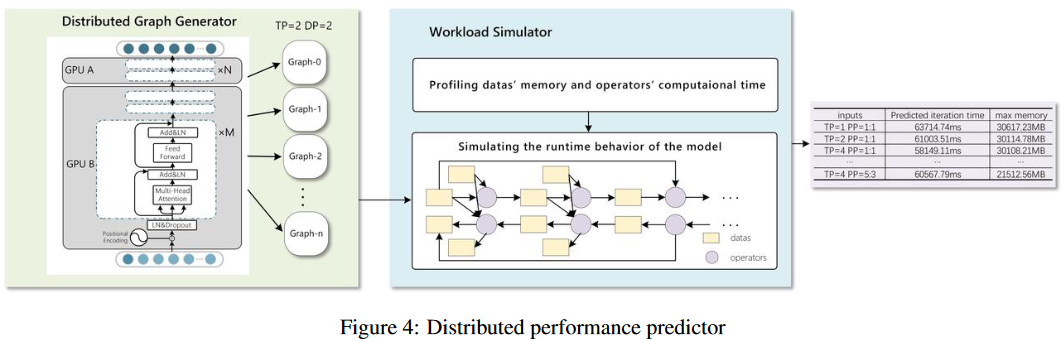 Distributed Graph Generator
TP=2 DP=2
GPU A
×N
Graph-0
Graph-1
Graph-2
Graph-n
GPU B
×M
Add&LN
Feed
Forward
Add&LN
Multi-Head
Attention
LN&Dropout
Positional
Encoding
Workload Simulator
Profiling datas' memory and operators' computaional time
Simulating the runtime behavior of the model
datas
operators
inputs Predicted iteration time max memory
TP=1 PP=1:1 63714.74ms 30617.23MB
TP=2 PP=1:1 61003.51ms 30114.78MB
TP=4 PP=1:1 58149.11ms 30108.21MB
... ... ...
TP=4 PP=5:3 60567.79ms 21512.56MB
Figure 4: Distributed performance predictor